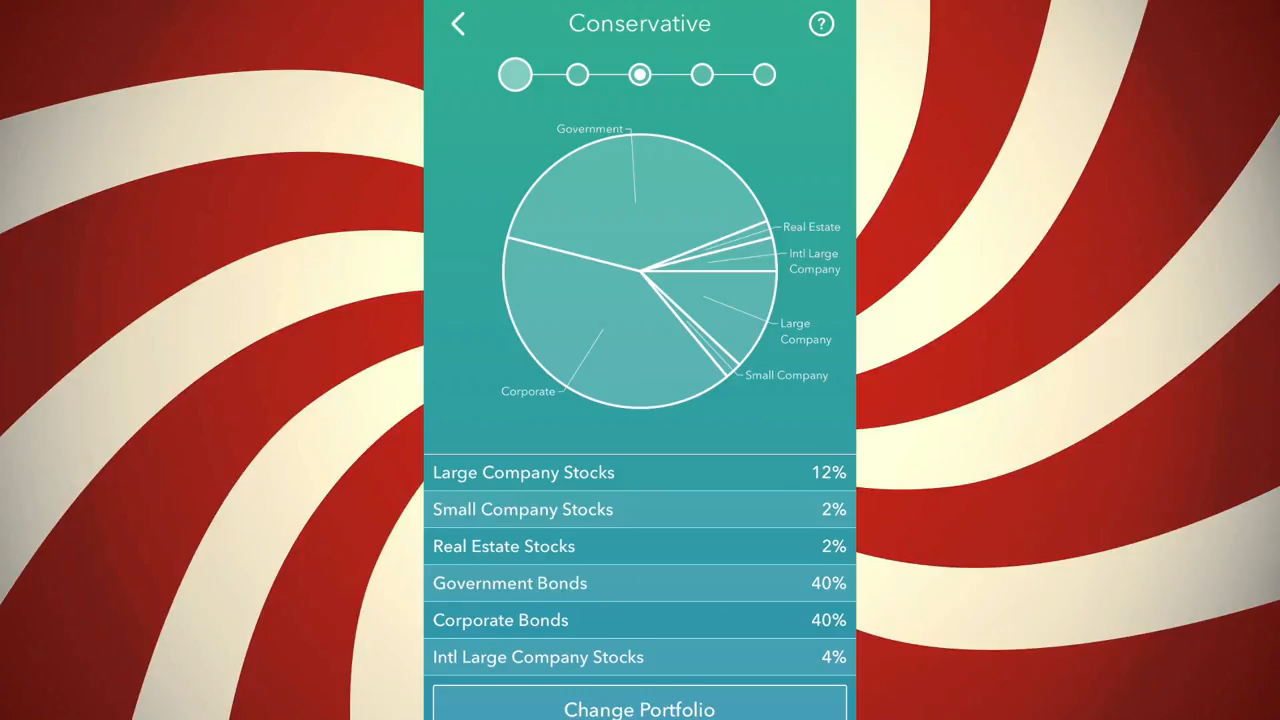 Conservative
?
Government
Real Estate
Intl Large
Company
Large
Company
Small Company
Corporate
Large Company Stocks 12%
Small Company Stocks 2%
Real Estate Stocks 2%
Government Bonds 40%
Corporate Bonds 40%
Intl Large Company Stocks 4%
Change Portfolio